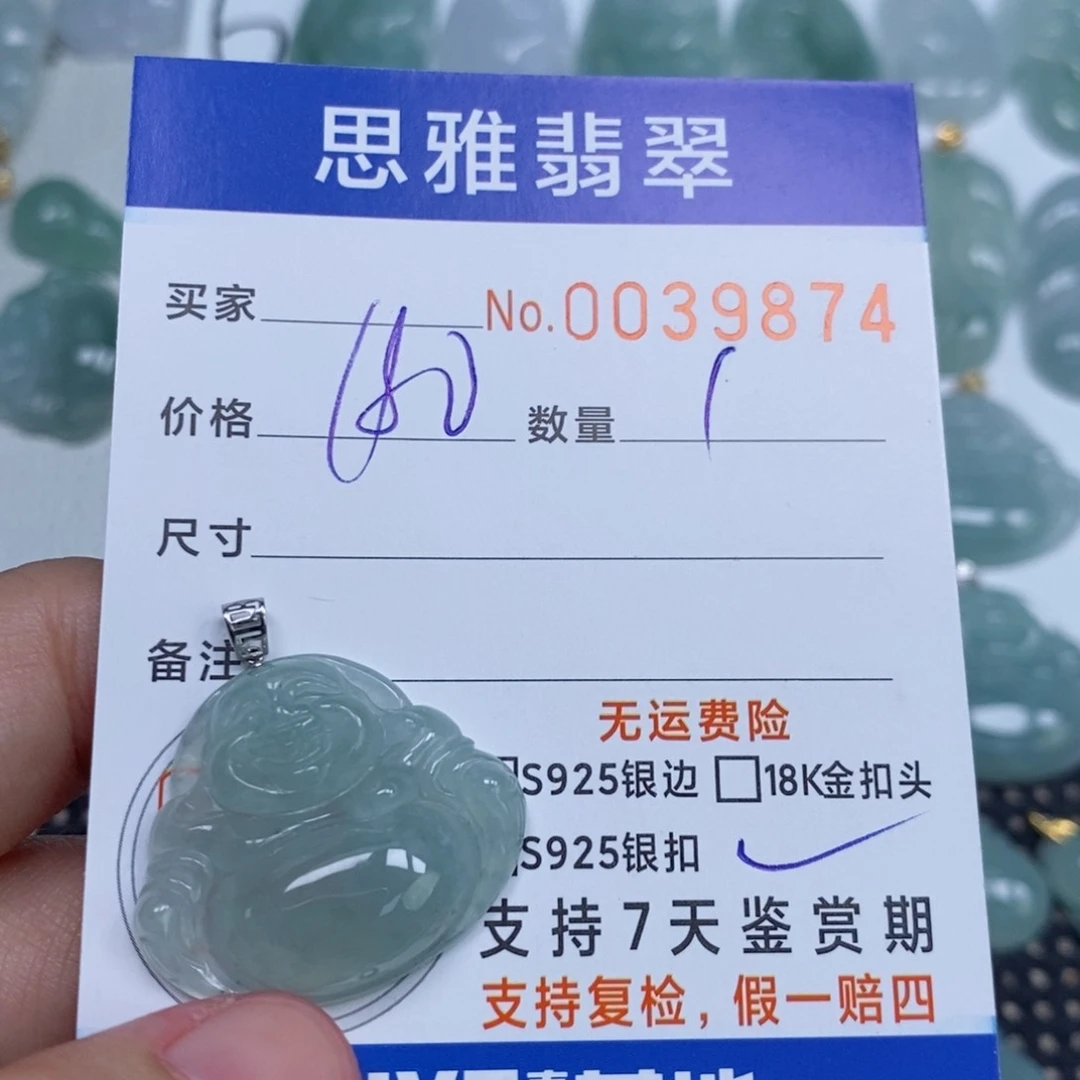 思雅翡翠
买家 No.0039874
价格 180 数量 1
尺寸
备注
无运费险
S925银边 18K金扣头
S925银扣
支持7天鉴赏期
支持复检，假一赔四